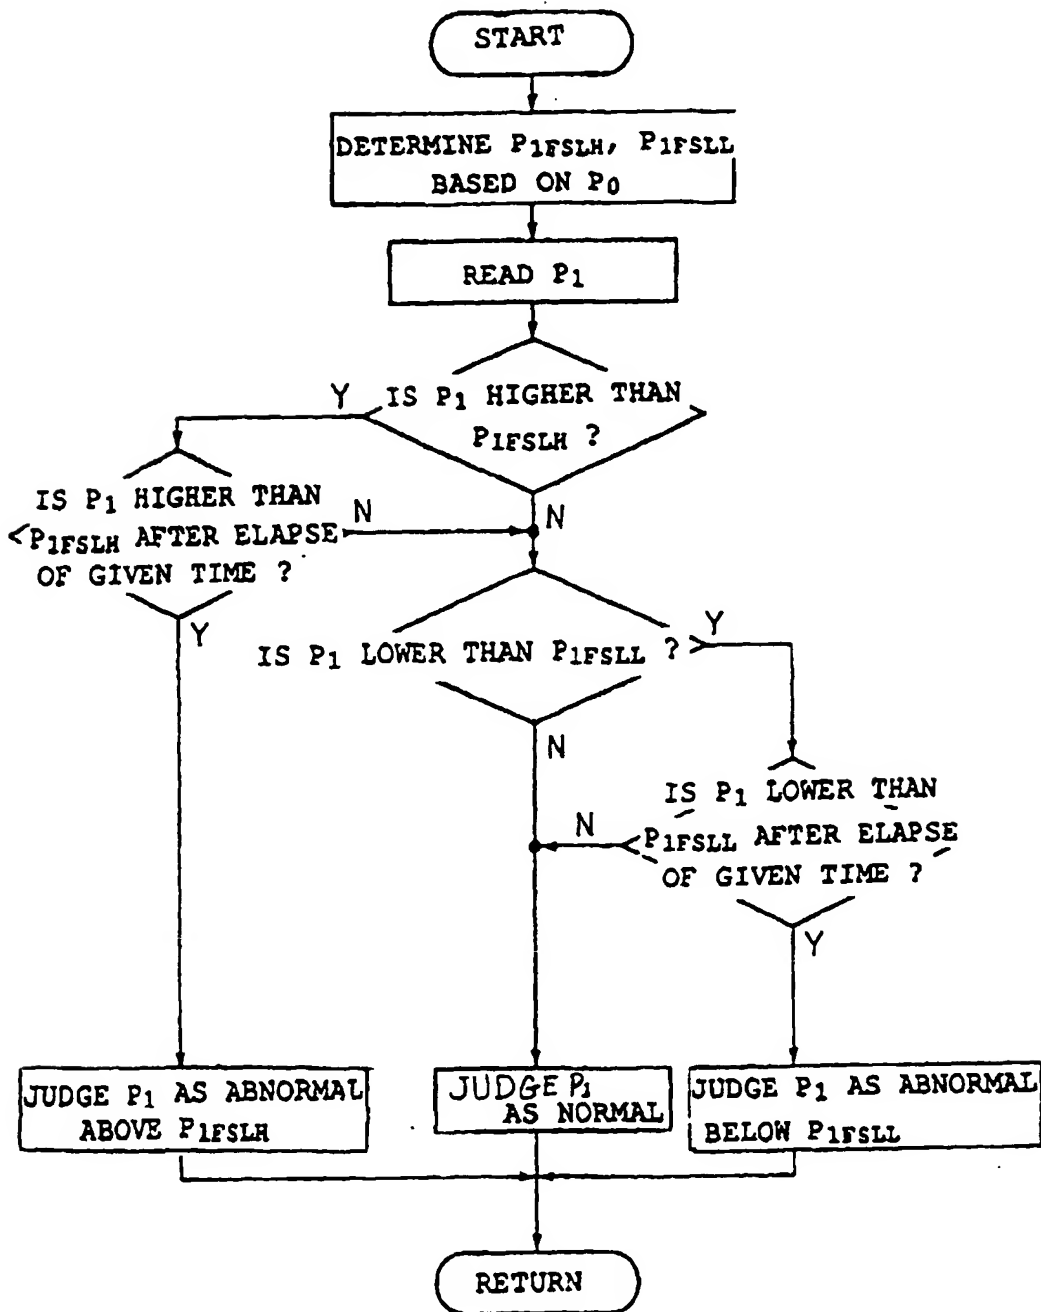 START
DETERMINE P1FSLH, P1FSLL
BASED ON P0
READ P1
IS P1 HIGHER THAN
P1FSLH ?
Y
N
IS P1 HIGHER THAN
P1FSLH AFTER ELAPSE
OF GIVEN TIME ?
N
Y
IS P1 LOWER THAN P1FSLL ?
Y
N
IS P1 LOWER THAN
P1FSLL AFTER ELAPSE
OF GIVEN TIME ?
N
Y
JUDGE P1 AS ABNORMAL
ABOVE P1FSLH
JUDGE P1
AS NORMAL
JUDGE P1 AS ABNORMAL
BELOW P1FSLL
RETURN